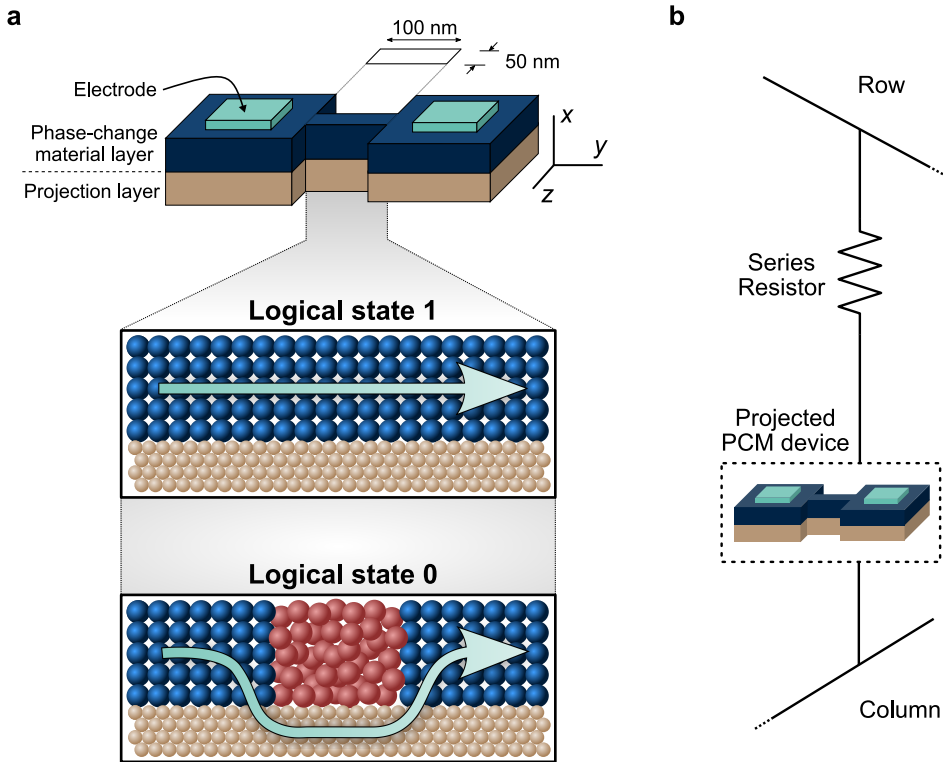 a
100 nm
50 nm
Electrode
Phase-change
material layer
Projection layer
x
y
z
Logical state 1
Logical state 0
b
Row
Series
Resistor
Projected
PCM device
Column